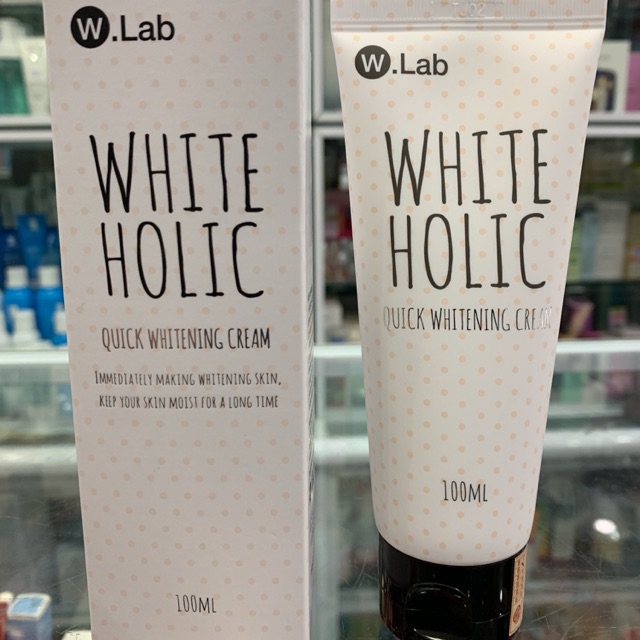 W.Lab
WHITE
HOLIC
QUICK WHITENING CREAM
IMMEDIATELY MAKING WHITENING SKIN,
KEEP YOUR SKIN MOIST FOR A LONG TIME
100ML
W.Lab
WHITE
HOLIC
QUICK WHITENING CREAM
100ML